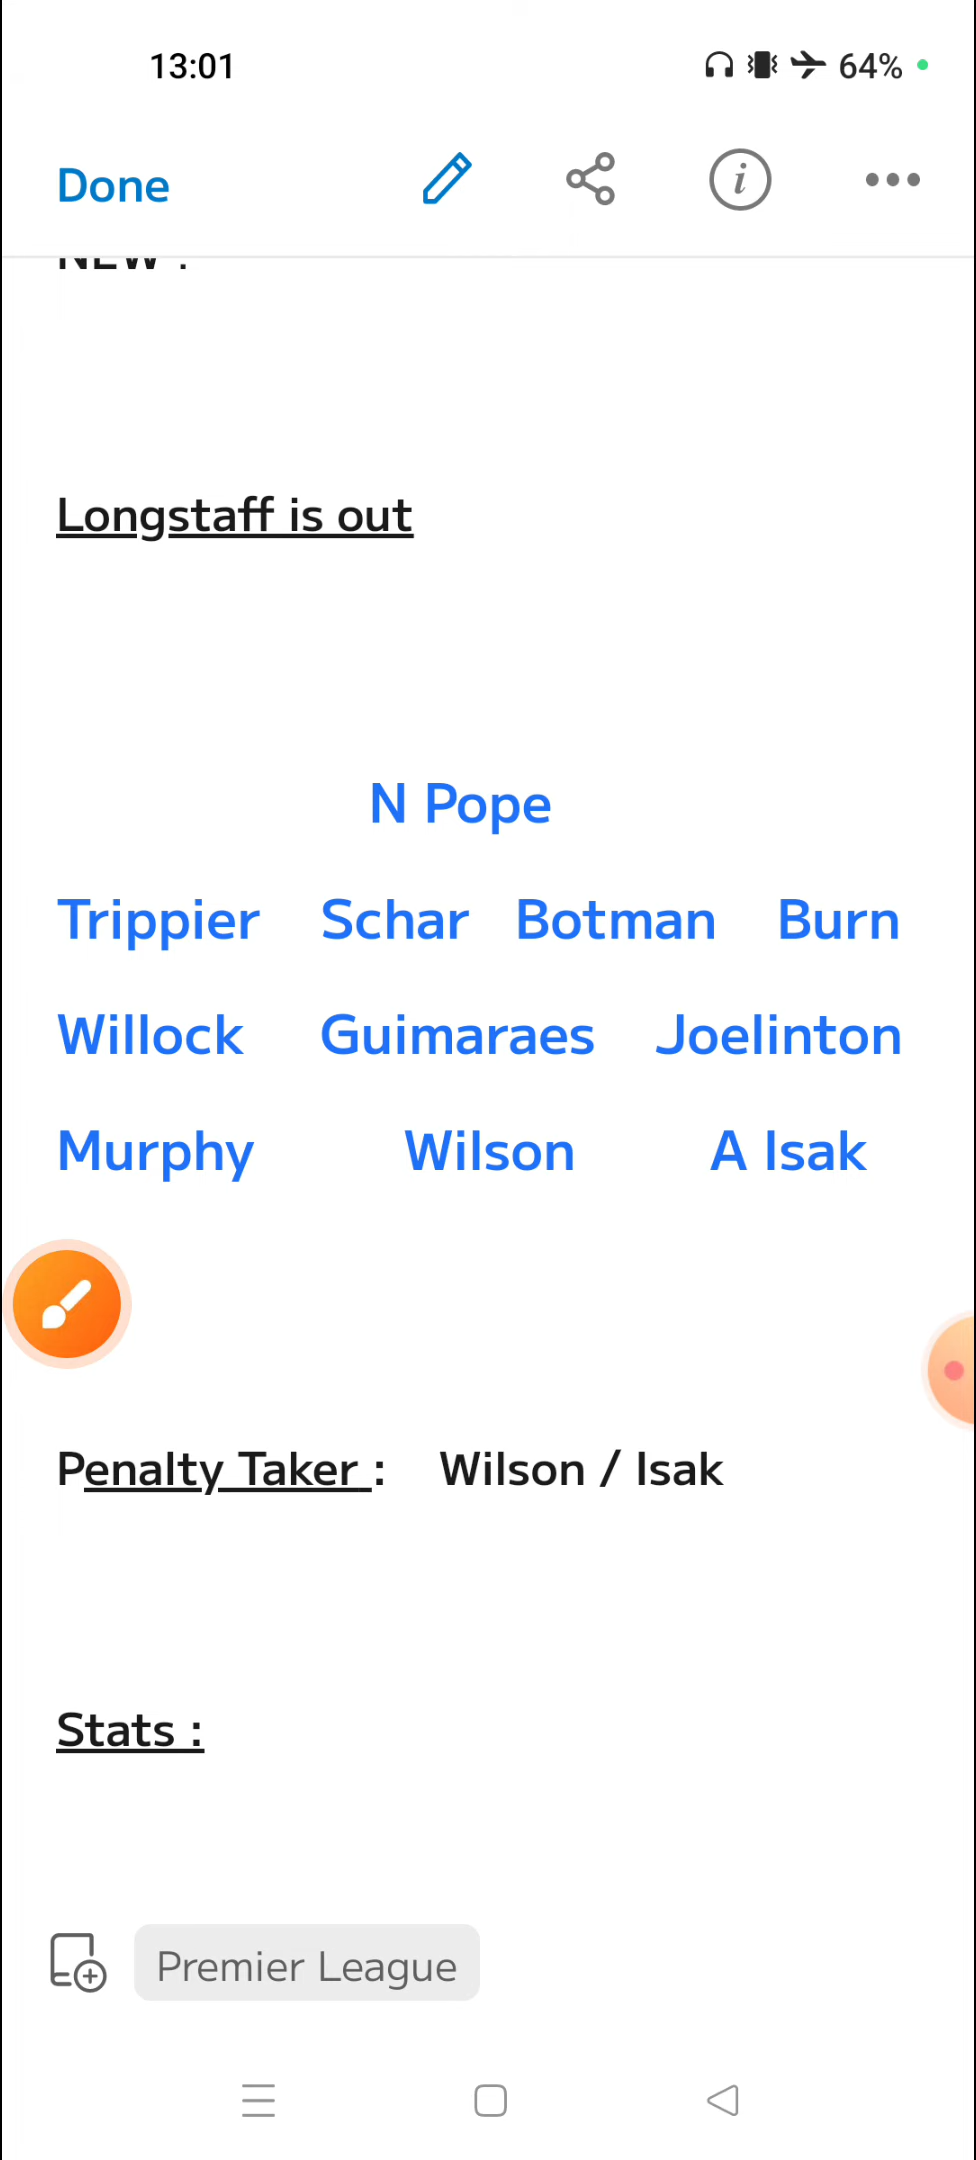 13:01 64%
Done
NEW :
Longstaff is out
N Pope
Trippier Schar Botman Burn
Willock Guimaraes Joelinton
Murphy Wilson A Isak
Penalty Taker : Wilson / Isak
Stats :
Premier League